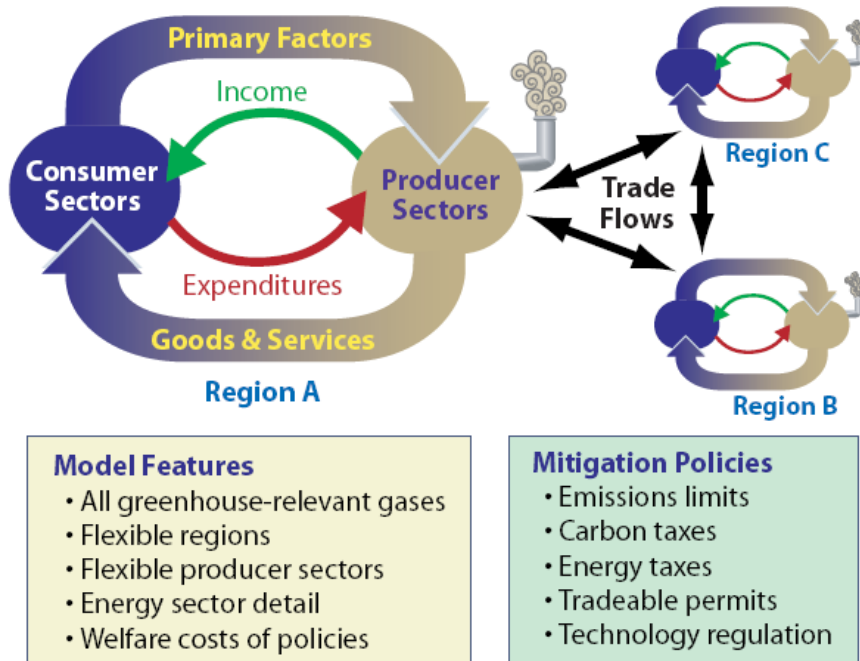 Primary Factors
Income
Consumer
Sectors
Producer
Sectors
Expenditures
Goods & Services
Region A
Trade
Flows
Region C
Region B
Model Features
• All greenhouse-relevant gases
• Flexible regions
• Flexible producer sectors
• Energy sector detail
• Welfare costs of policies
Mitigation Policies
• Emissions limits
• Carbon taxes
• Energy taxes
• Tradeable permits
• Technology regulation